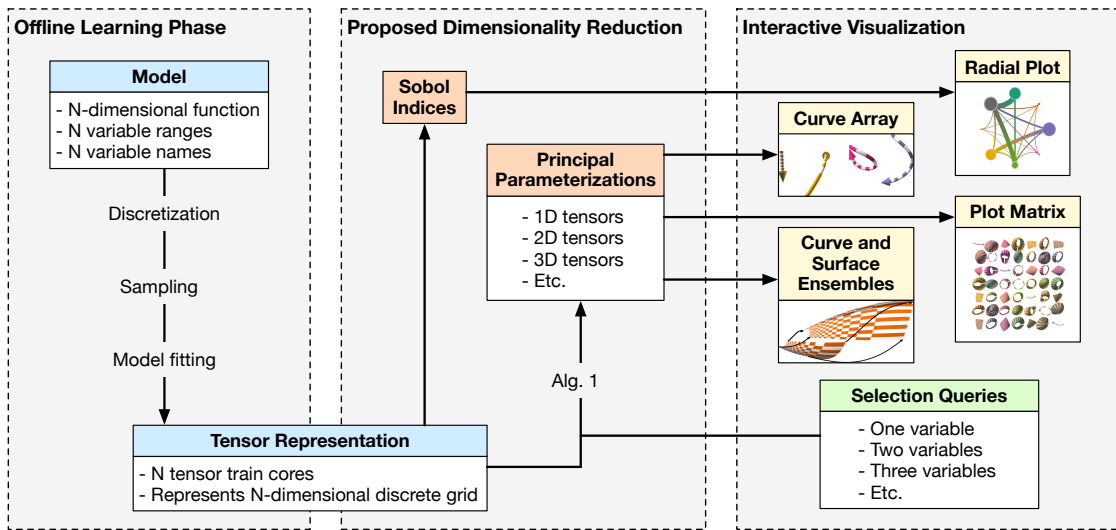 Offline Learning Phase
Model
- N-dimensional function
- N variable ranges
- N variable names
Discretization
Sampling
Model fitting
Tensor Representation
- N tensor train cores
- Represents N-dimensional discrete grid
Proposed Dimensionality Reduction
Sobol
Indices
Principal
Parameterizations
- 1D tensors
- 2D tensors
- 3D tensors
- Etc.
Alg. 1
Interactive Visualization
Radial Plot
Curve Array
Plot Matrix
Curve and
Surface
Ensembles
Selection Queries
- One variable
- Two variables
- Three variables
- Etc.